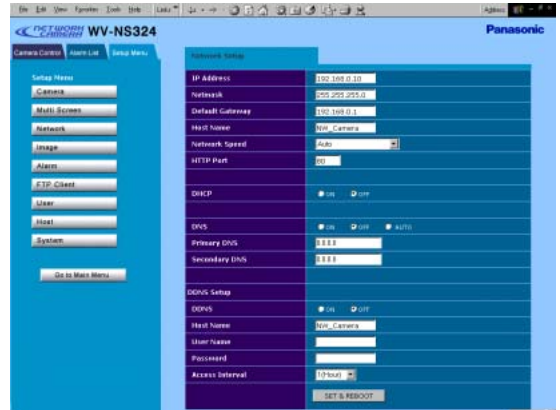 File Edit View Favorites Tools Help Links Address
NETWORK CAMERA WV-NS324 Panasonic
Camera Control Alarm List Setup Menu
Network Setup
Setup Menu
Camera
Multi Screen
Network
Image
Alarm
FTP Client
User
Host
System
Go to Main Menu
IP Address 192.168.0.10
Netmask 255.255.255.0
Default Gateway 192.168.0.1
Host Name NW_Camera
Network Speed Auto
HTTP Port 80
DHCP ON OFF
DNS ON OFF AUTO
Primary DNS 0.0.0.0
Secondary DNS 0.0.0.0
DDNS Setup
DDNS ON OFF
Host Name NW_Camera
User Name
Password
Access Interval 1(Hour)
SET & REBOOT